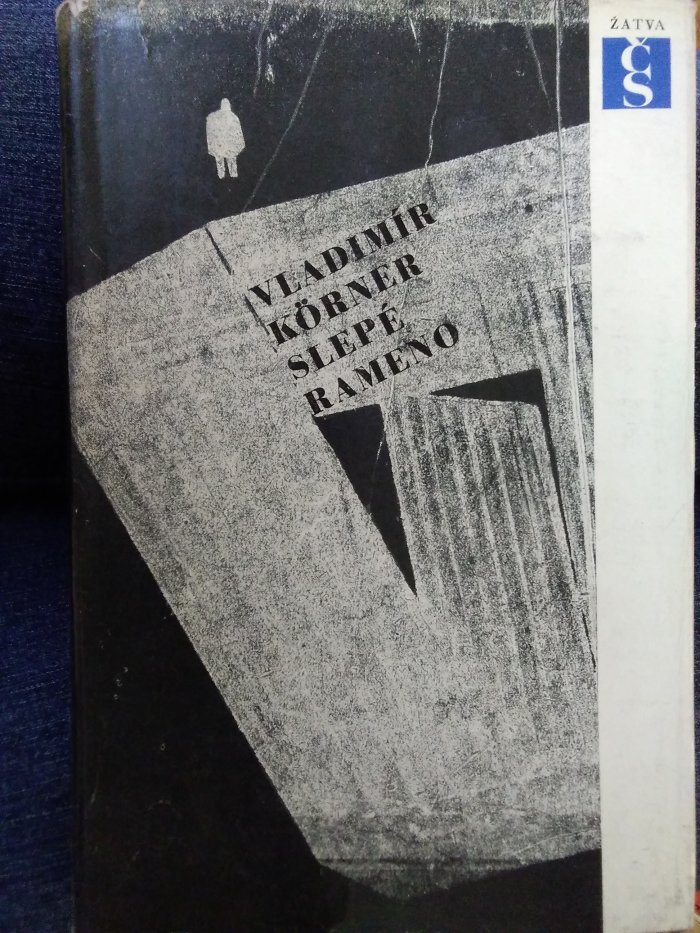 ŽATVA
ČS
VLADIMÍR
KÖRNER
SLEPÉ
RAMENO